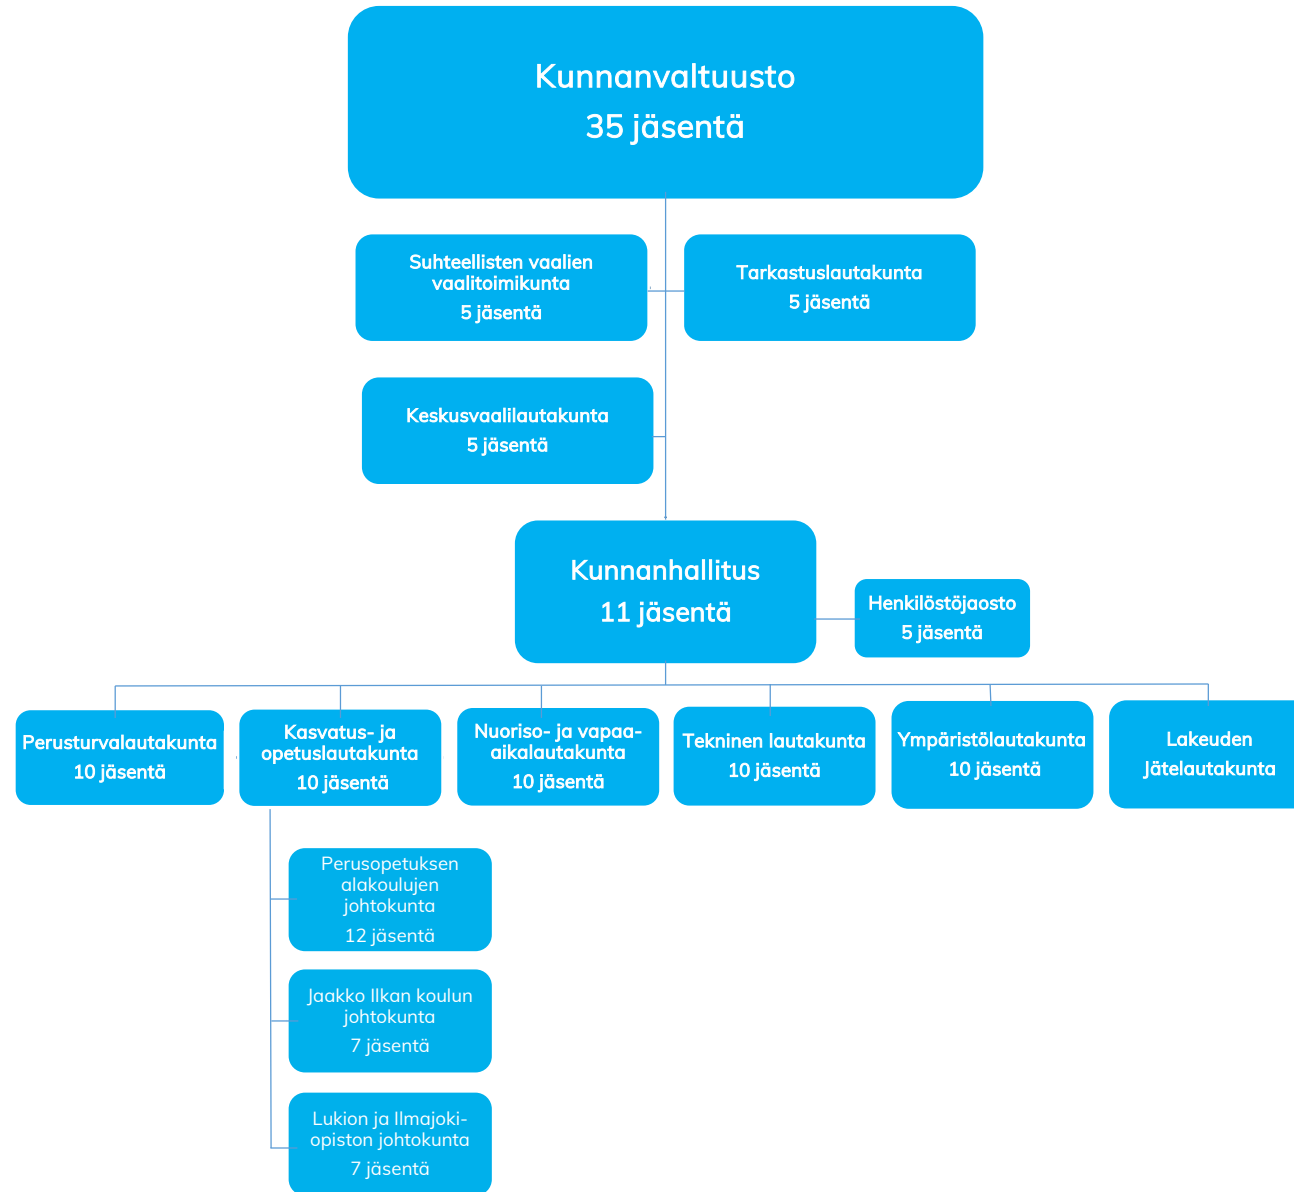 Kunnanvaltuusto
35 jäsentä
Suhteellisten vaalien
vaalitoimikunta
5 jäsentä
Tarkastuslautakunta
5 jäsentä
Keskusvaalilautakunta
5 jäsentä
Kunnanhallitus
11 jäsentä
Henkilöstöjaosto
5 jäsentä
Perusturvalautakunta
10 jäsentä
Kasvatus- ja
opetuslautakunta
10 jäsentä
Nuoriso- ja vapaa-
aikalautakunta
10 jäsentä
Tekninen lautakunta
10 jäsentä
Ympäristölautakunta
10 jäsentä
Lakeuden
Jätelautakunta
Perusopetuksen
alakoulujen
johtokunta
12 jäsentä
Jaakko Ilkan koulun
johtokunta
7 jäsentä
Lukion ja Ilmajoki-
opiston johtokunta
7 jäsentä